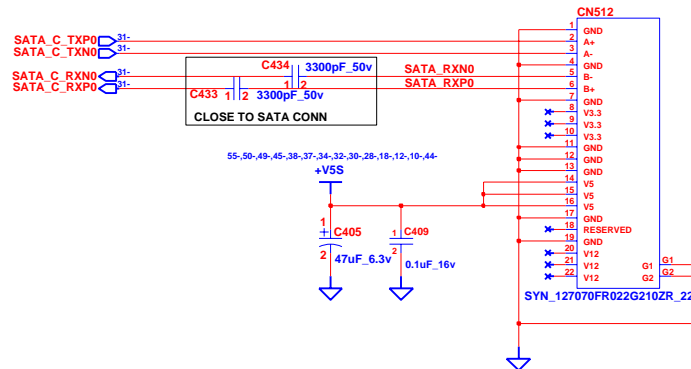 CN512
SATA_C_TXP0 31-
SATA_C_TXN0 31-
SATA_C_RXN0 31-
SATA_C_RXP0 31-
C434 3300pF_50v
1 2
C433 3300pF_50v
1 2
SATA_RXN0
SATA_RXP0
CLOSE TO SATA CONN
1 GND
2 A+
3 A-
4 GND
5 B-
6 B+
7 GND
8 V3.3
9 V3.3
10 V3.3
11 GND
12 GND
13 GND
14 V5
15 V5
16 V5
17 GND
18 RESERVED
19 GND
20 V12
21 V12 G1 G1
22 V12 G2 G2
SYN_127070FR022G210ZR_22
55-,50-,49-,45-,38-,37-,34-,32-,30-,28-,18-,12-,10-,44-
+V5S
1
+ C405
2
47uF_6.3v
1 C409
2
0.1uF_16v